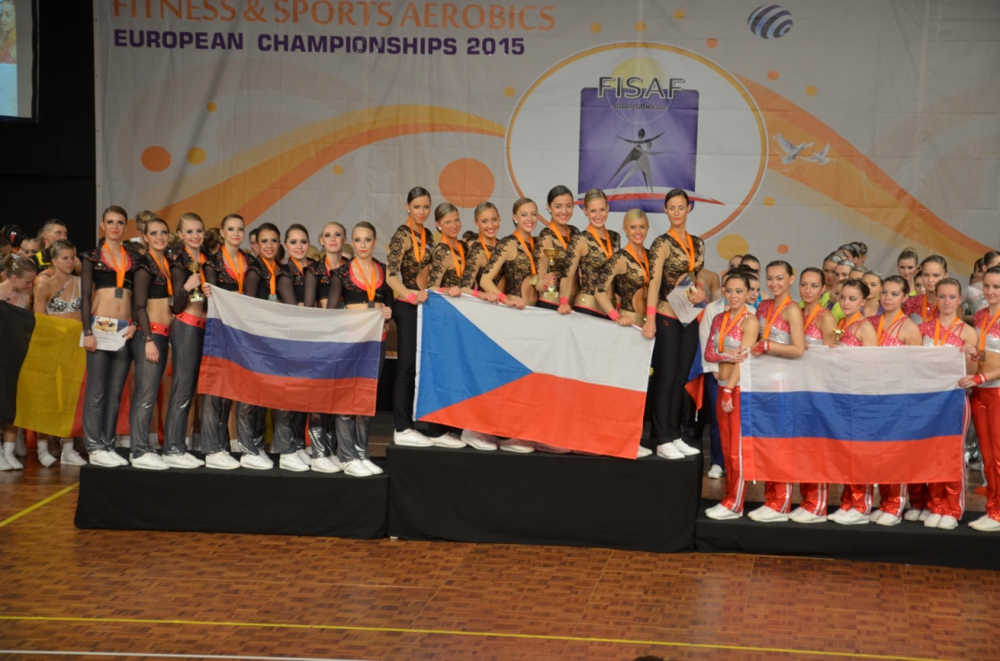 FITNESS & SPORTS AEROBICS
EUROPEAN CHAMPIONSHIPS 2015
FISAF
International